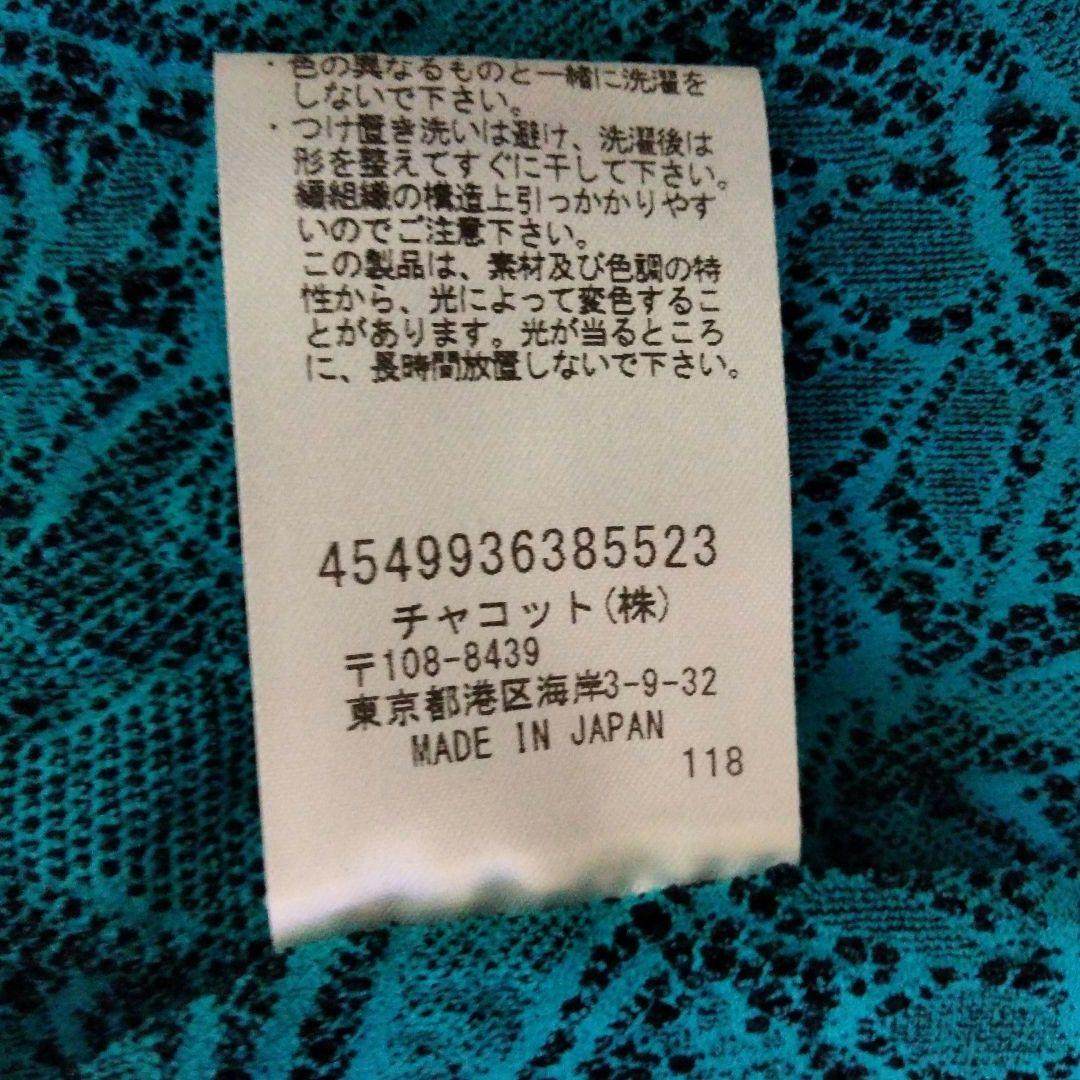 ・色の異なるものと一緒に洗濯を
しないで下さい。
・つけ置き洗いは避け、洗濯後は
形を整えてすぐに干して下さい。
編組織の構造上引っかかりやす
いのでご注意下さい。
この製品は、素材及び色調の特
性から、光によって変色するこ
とがあります。光が当るところ
に、長時間放置しないで下さい。
4549936385523
チャコット(株)
〒108-8439
東京都港区海岸3-9-32
MADE IN JAPAN
118